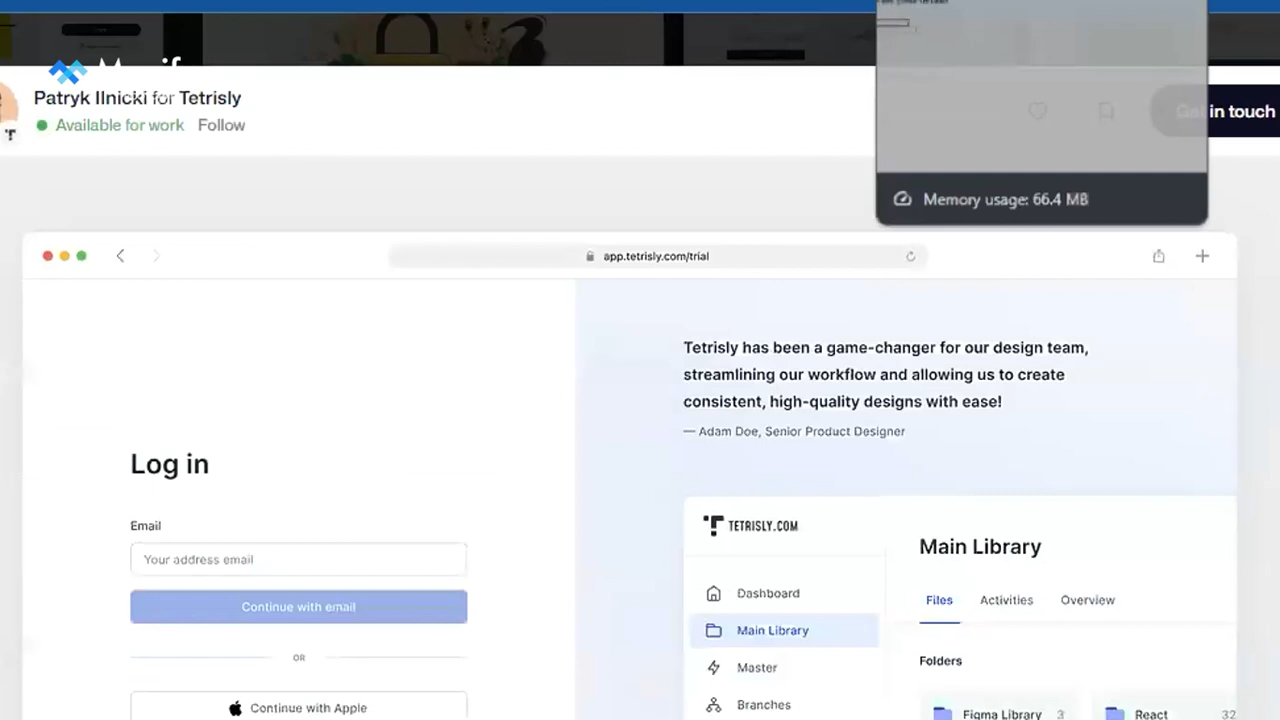 Patryk Ilnicki for Tetrisly
Available for work Follow
in touch
Memory usage: 66.4 MB
app.tetrisly.com/trial
Tetrisly has been a game-changer for our design team,
streamlining our workflow and allowing us to create
consistent, high-quality designs with ease!
— Adam Doe, Senior Product Designer
Log in
Email
Your address email
Continue with email
OR
Continue with Apple
TETRISLY.COM
Dashboard
Main Library
Master
Branches
Main Library
Files Activities Overview
Folders
Figma Library 3
React 32